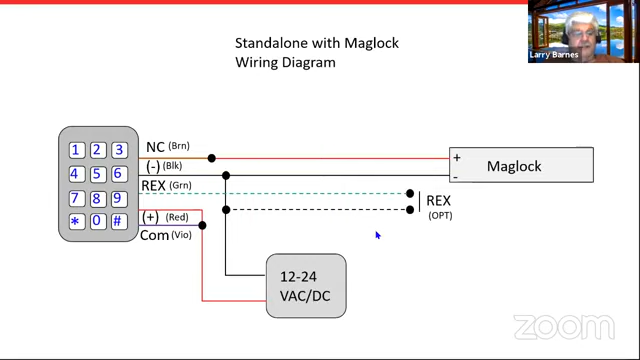 Standalone with Maglock
Wiring Diagram
Larry Barnes
1 2 3
4 5 6
7 8 9
* 0 #
NC (Brn)
(-) (Blk)
REX (Grn)
(+) (Red)
Com (Vio)
+
-
Maglock
REX
(OPT)
12-24
VAC/DC
zoom